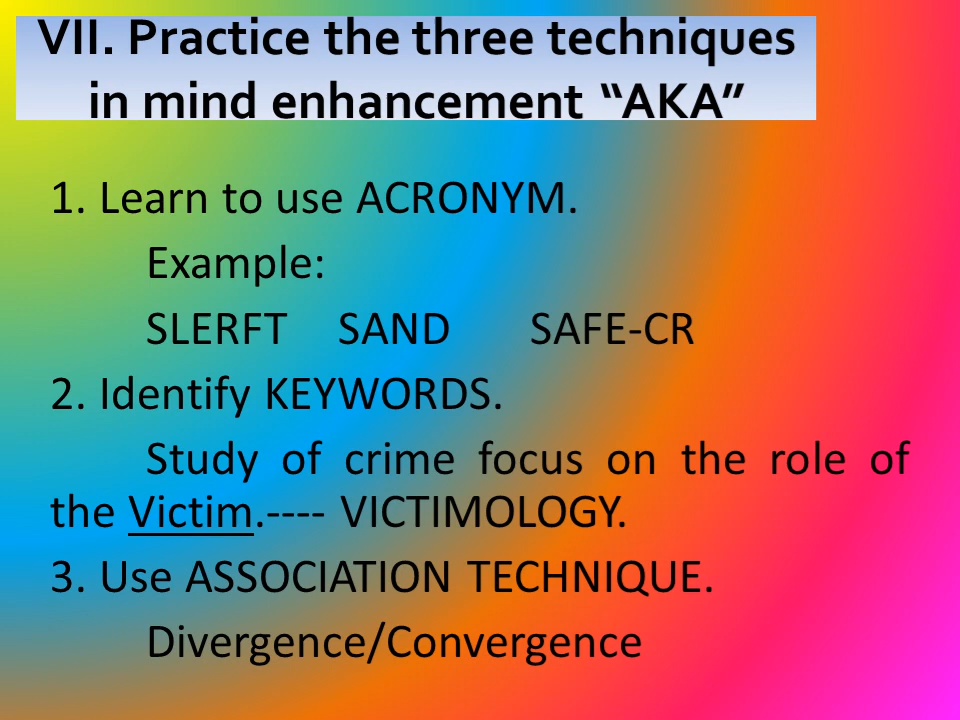 VII. Practice the three techniques
in mind enhancement “AKA”
1. Learn to use ACRONYM.
Example:
SLERFT SAND SAFE-CR
2. Identify KEYWORDS.
Study of crime focus on the role of
the Victim.---- VICTIMOLOGY.
3. Use ASSOCIATION TECHNIQUE.
Divergence/Convergence